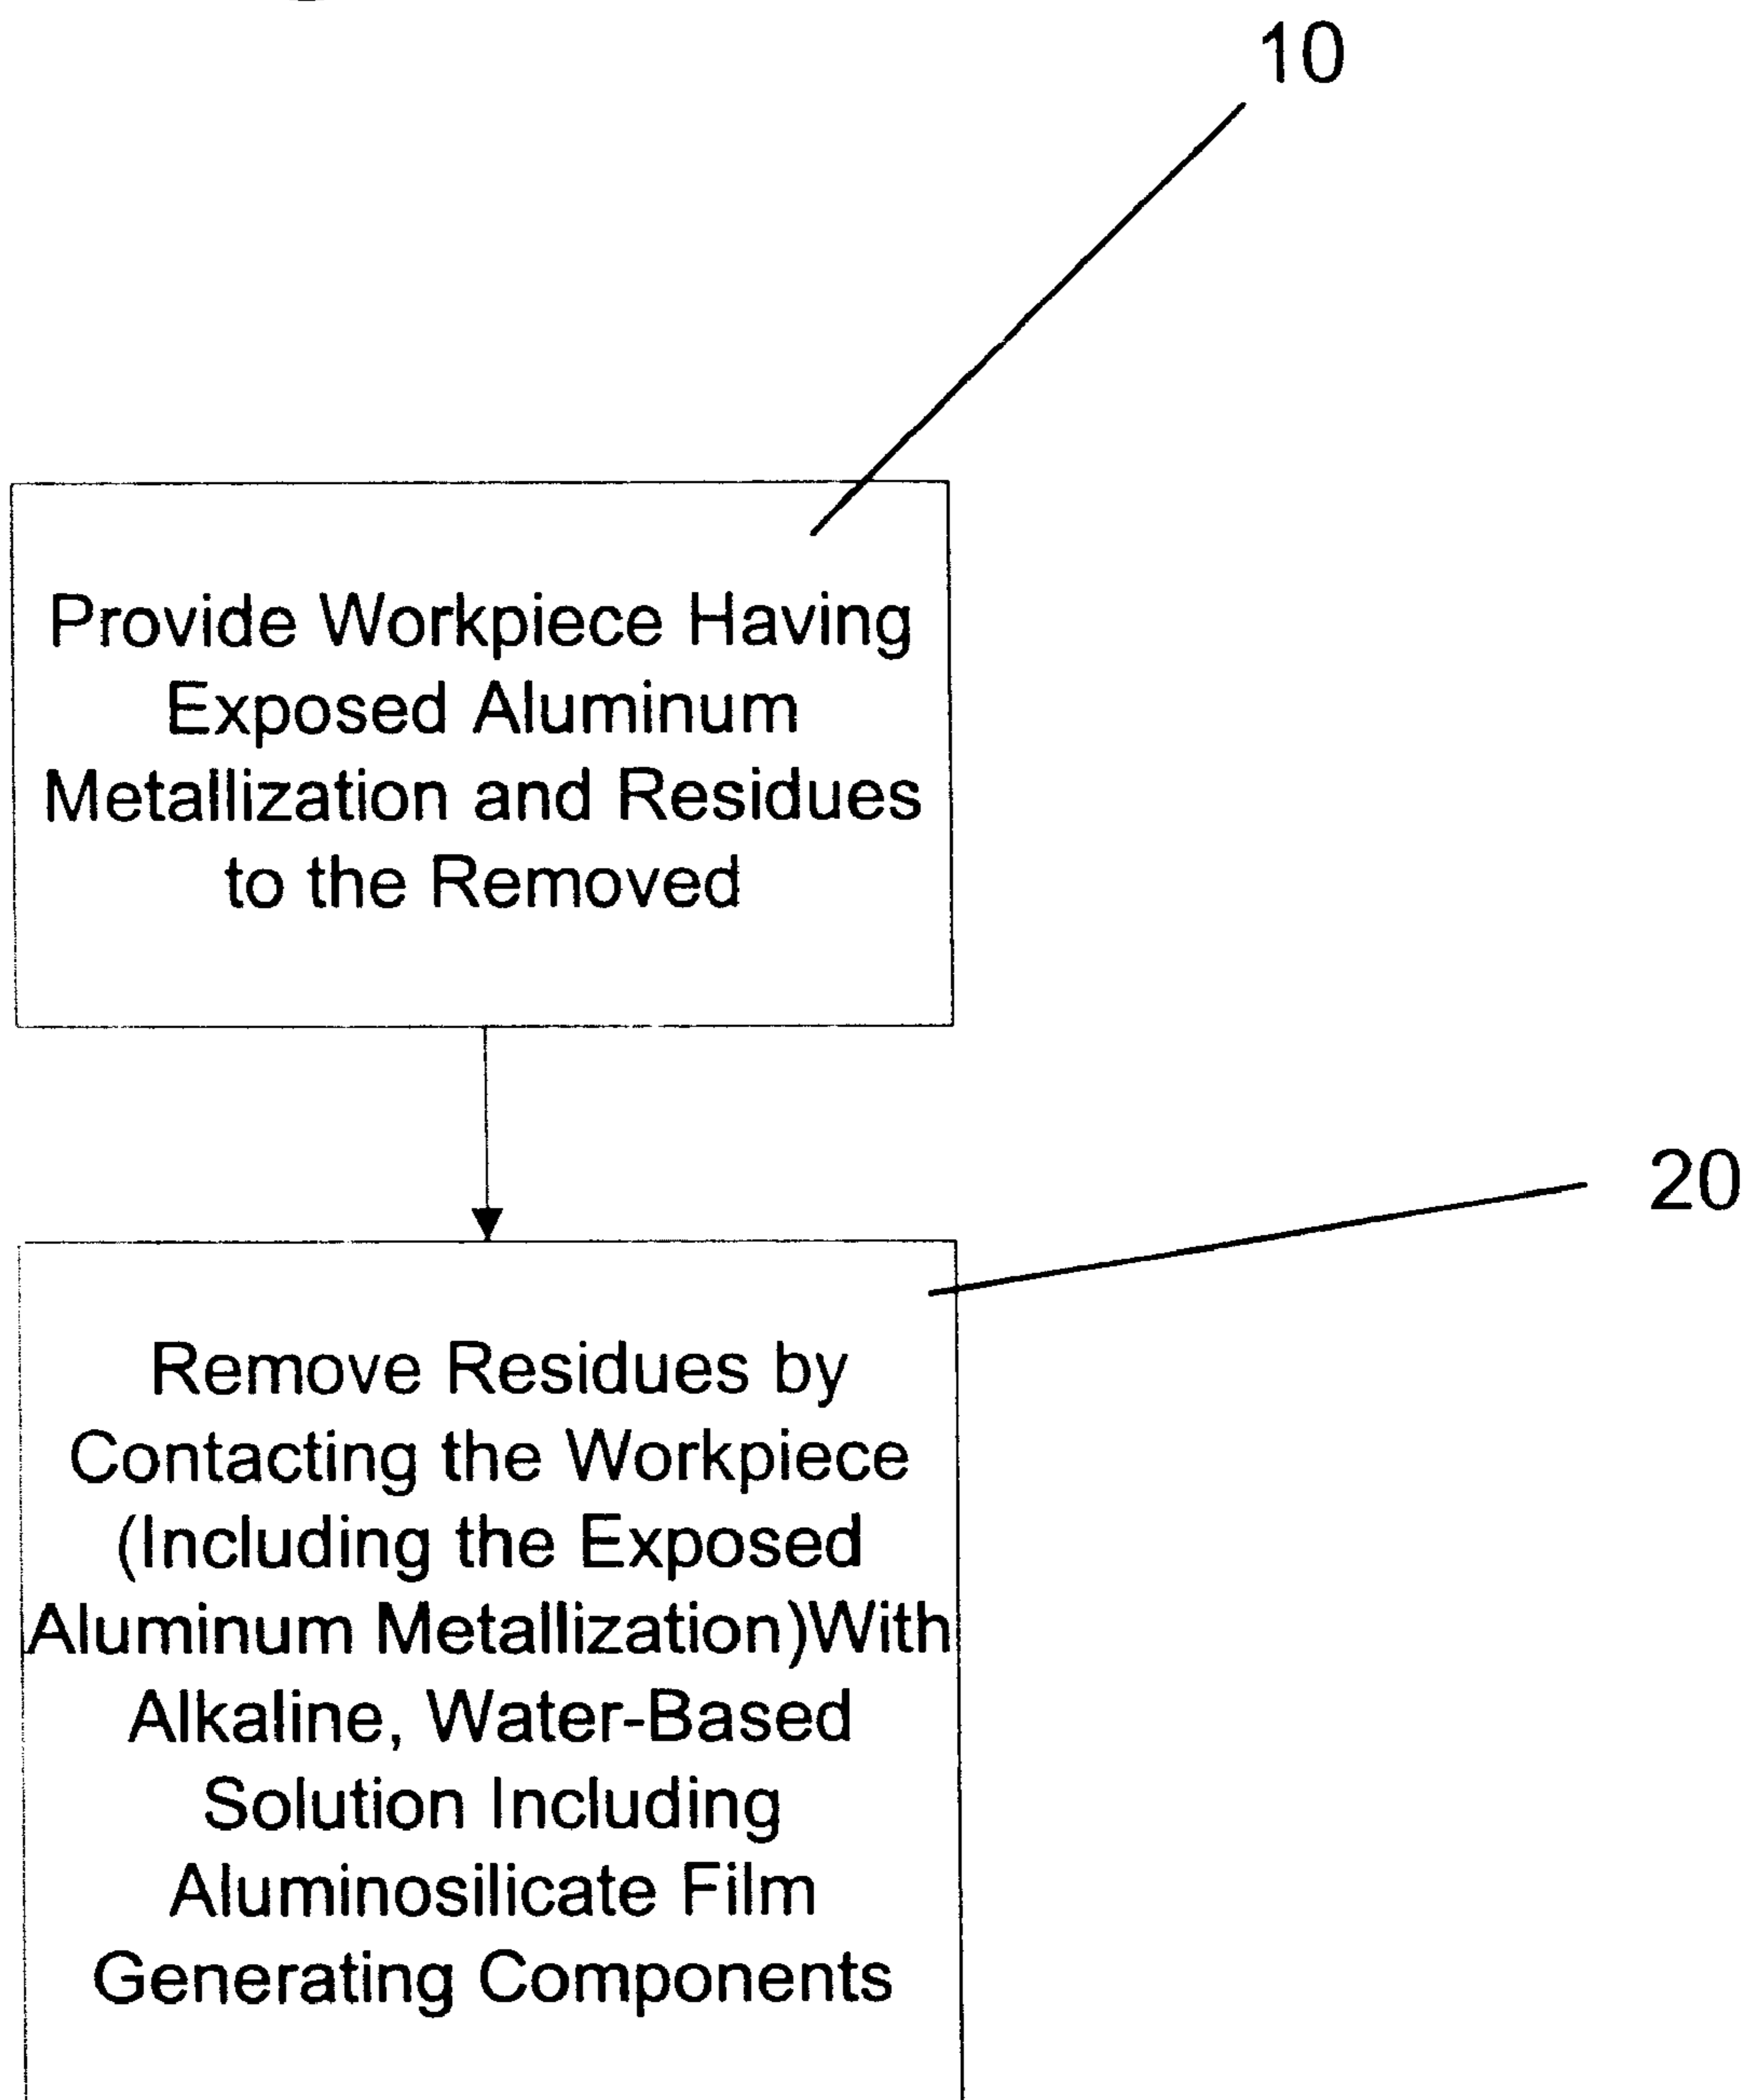 10
Provide Workpiece Having
Exposed Aluminum
Metallization and Residues
to the Removed
20
Remove Residues by
Contacting the Workpiece
(Including the Exposed
Aluminum Metallization)With
Alkaline, Water-Based
Solution Including
Aluminosilicate Film
Generating Components